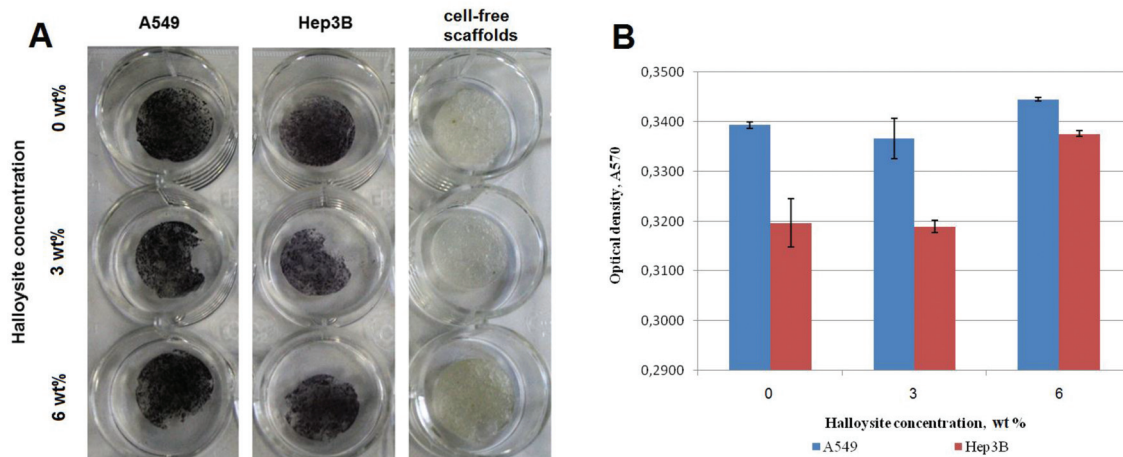 A
A549
Hep3B
cell-free
scaffolds
Halloysite concentration
0 wt%
3 wt%
6 wt%
B
Optical density, A570
0,3500
0,3400
0,3300
0,3200
0,3100
0,3000
0,2900
0
3
6
Halloysite concentration, wt %
A549
Hep3B